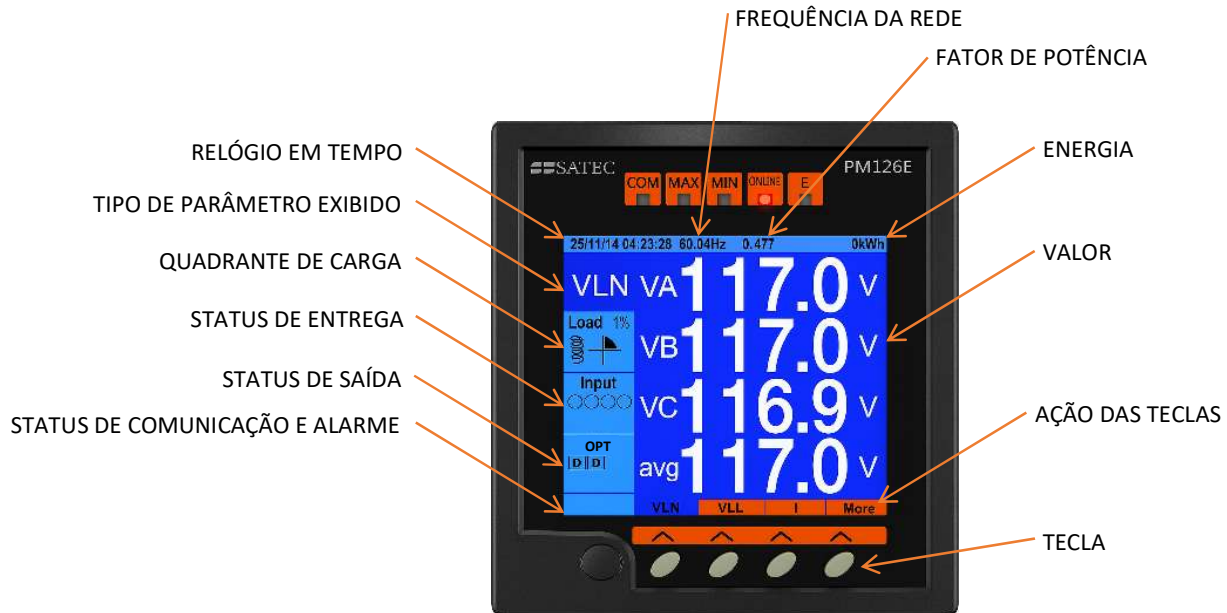 FREQUÊNCIA DA REDE
FATOR DE POTÊNCIA
RELÓGIO EM TEMPO
ENERGIA
TIPO DE PARÂMETRO EXIBIDO
QUADRANTE DE CARGA
VALOR
STATUS DE ENTREGA
STATUS DE SAÍDA
STATUS DE COMUNICAÇÃO E ALARME
AÇÃO DAS TECLAS
TECLA
SATEC
PM126E
COM MAX MIN ONLINE E
25/11/14 04:23:28 60.04Hz 0.477 0kWh
VLN VA 117.0 V
Load 1%
VB 117.0 V
Input
VC 116.9 V
OPT
D D
avg 117.0 V
VLN VLL I More